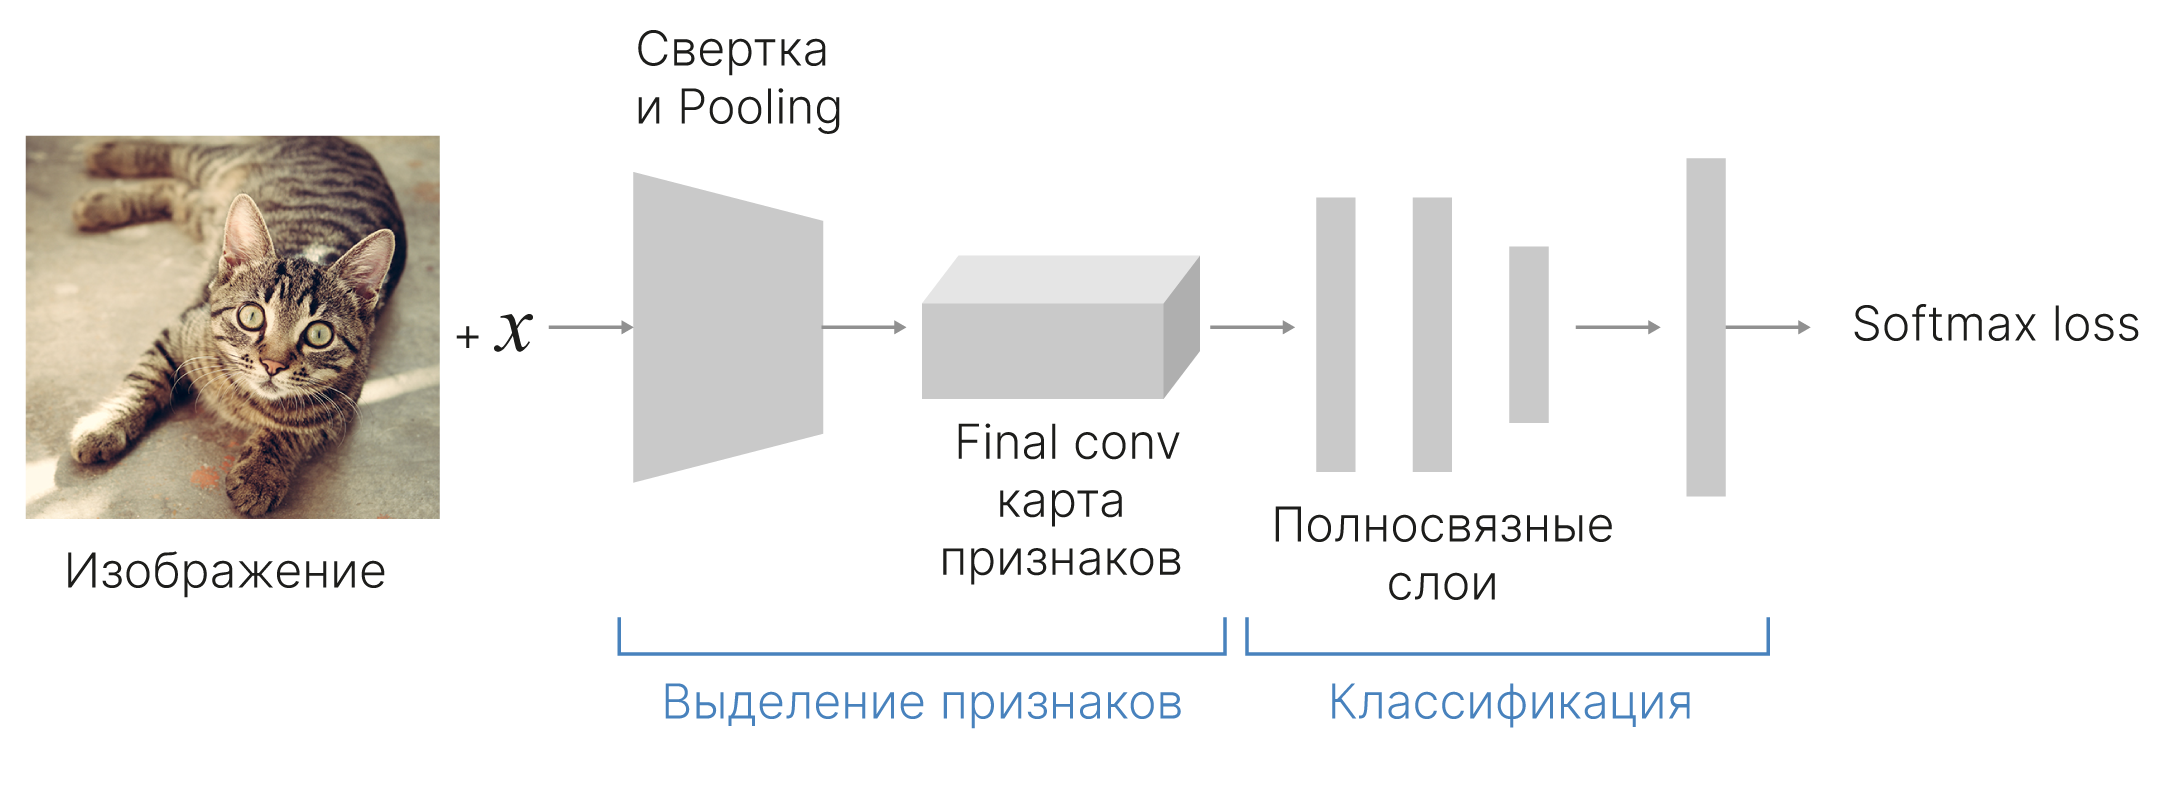 Свертка
и Pooling
+ x
Изображение
Final conv
карта
признаков
Полносвязные
слои
Softmax loss
Выделение признаков
Классификация